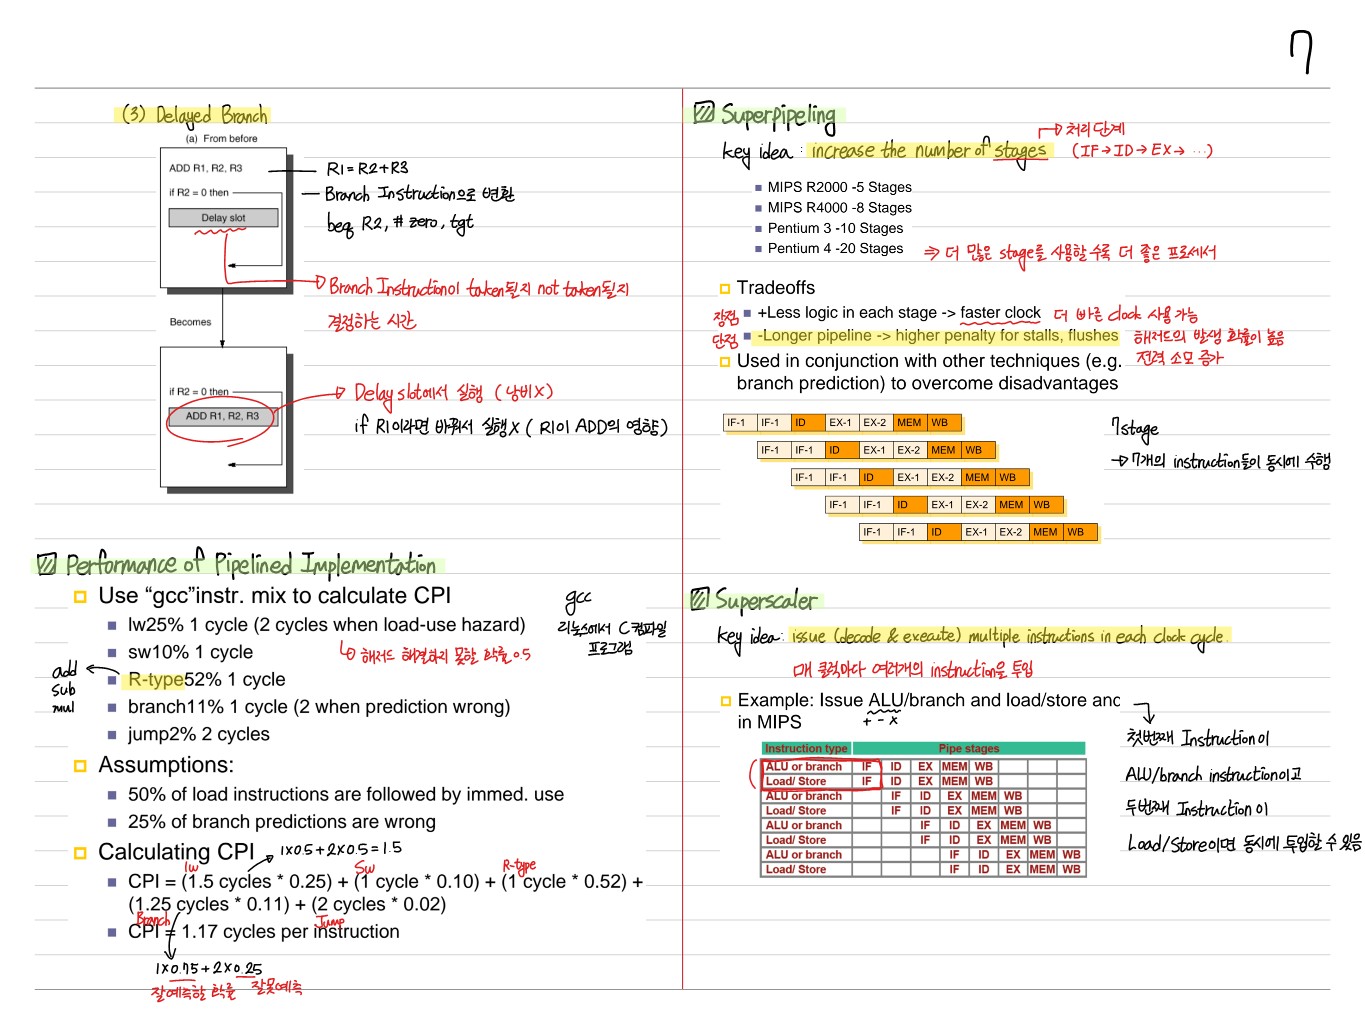 7
(3) Delayed Branch
(a) From before
ADD R1, R2, R3
R1=R2+R3
if R2 = 0 then
Branch Instruction으로 변환
Delay slot
beq R2, # zero, tgt
Branch Instruction이 taken될지 not taken될지
결정하는 시간
Becomes
if R2 = 0 then
Delay slot에서 실행 (낭비X)
ADD R1, R2, R3
if R1이라면 바꿔서 실행X ( R1이 ADD의 영향)
Performance of Pipelined Implementation
Use “gcc”instr. mix to calculate CPI
gcc
리눅스에서 C컴파일
프로그램
lw25% 1 cycle (2 cycles when load-use hazard)
해저드 해결하지 못할 확률 0.5
sw10% 1 cycle
add
sub
mul
R-type52% 1 cycle
branch11% 1 cycle (2 when prediction wrong)
jump2% 2 cycles
Assumptions:
50% of load instructions are followed by immed. use
25% of branch predictions are wrong
Calculating CPI
1x0.5+2x0.5=1.5
lw
Sw
R-type
CPI = (1.5 cycles * 0.25) + (1 cycle * 0.10) + (1 cycle * 0.52) +
(1.25 cycles * 0.11) + (2 cycles * 0.02)
Branch
Jump
CPI = 1.17 cycles per instruction
1x0.75+2x0.25
잘예측할 확률
잘못예측
Superpipeling
처리단계
key idea : increase the number of stages
(IF→ID→EX→ ...)
MIPS R2000 -5 Stages
MIPS R4000 -8 Stages
Pentium 3 -10 Stages
Pentium 4 -20 Stages
⇒ 더 많은 stage를 사용할수록 더 좋은 프로세서
Tradeoffs
장점
+Less logic in each stage -> faster clock
더 빠른 clock 사용 가능
단점
-Longer pipeline -> higher penalty for stalls, flushes
해저드의 발생 확률이 높음
전력 소모 증가
Used in conjunction with other techniques (e.g.
branch prediction) to overcome disadvantages
IF-1 IF-1 ID EX-1 EX-2 MEM WB
IF-1 IF-1 ID EX-1 EX-2 MEM WB
IF-1 IF-1 ID EX-1 EX-2 MEM WB
IF-1 IF-1 ID EX-1 EX-2 MEM WB
IF-1 IF-1 ID EX-1 EX-2 MEM WB
7stage
→ 7개의 instruction들이 동시에 수행
Superscaler
key idea: issue (decode & execute) multiple instuctions in each clock cycle.
매 클럭마다 여러개의 instruction을 투입
Example: Issue ALU/branch and load/store and
in MIPS
+ - x
Instruction type Pipe stages
ALU or branch IF ID EX MEM WB
Load/ Store IF ID EX MEM WB
ALU or branch IF ID EX MEM WB
Load/ Store IF ID EX MEM WB
ALU or branch IF ID EX MEM WB
Load/ Store IF ID EX MEM WB
ALU or branch IF ID EX MEM WB
Load/ Store IF ID EX MEM WB
첫번째 Instruction이
ALU/branch instruction이고
두번째 Instruction이
Load/Store이면 동시에 투입할 수 있음